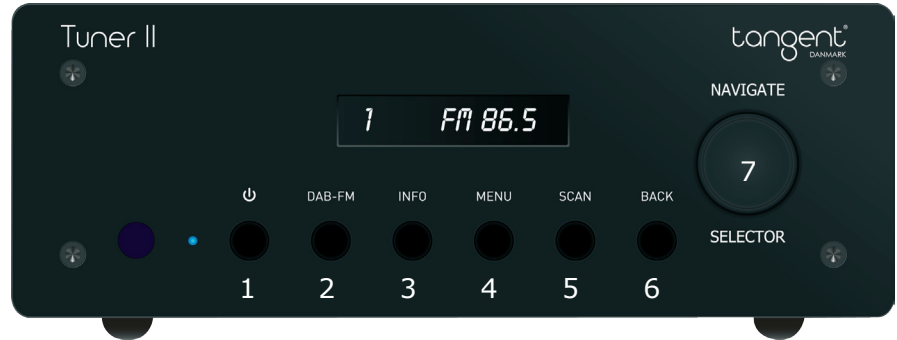 Tuner II
tangent®
DANMARK
NAVIGATE
1 FM 86.5
7
DAB-FM INFO MENU SCAN BACK
SELECTOR
1 2 3 4 5 6